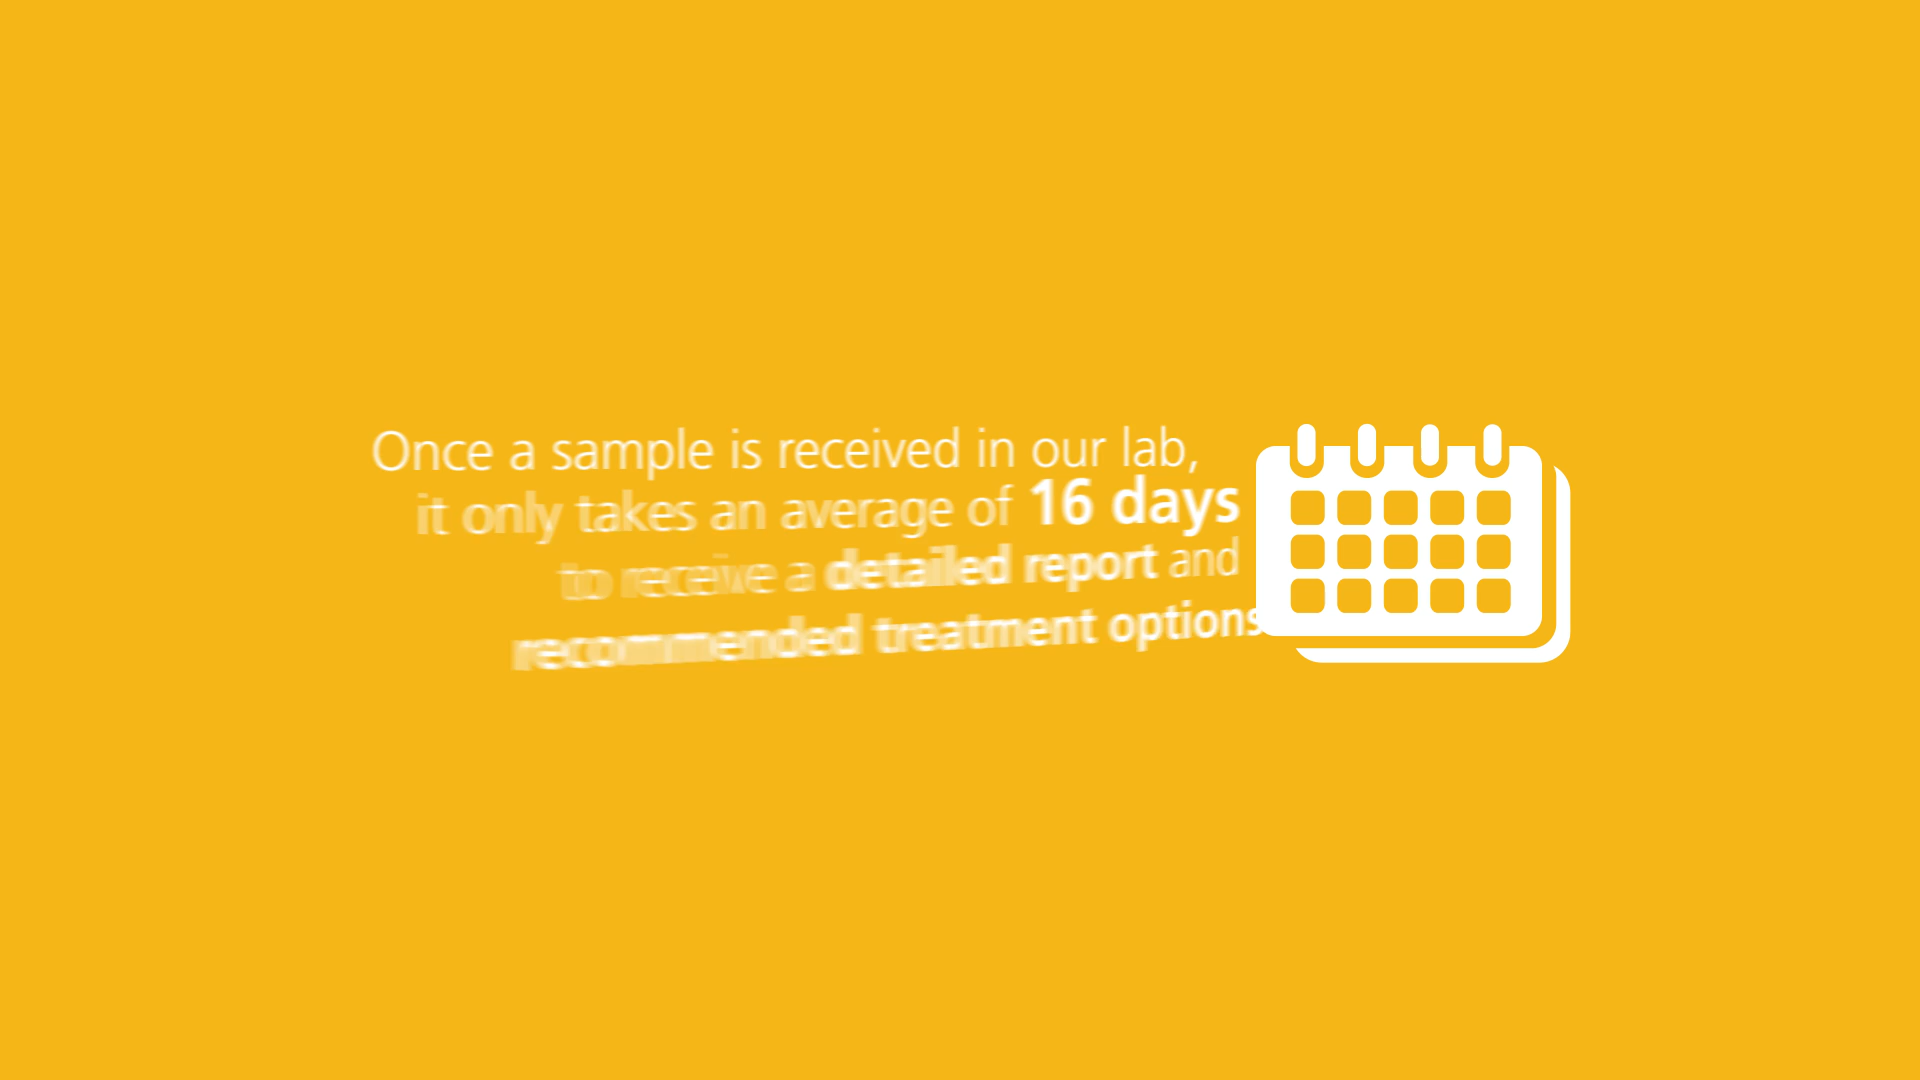 Once a sample is received in our lab,
it only takes an average of 16 days
to receive a detailed report and
recommended treatment options